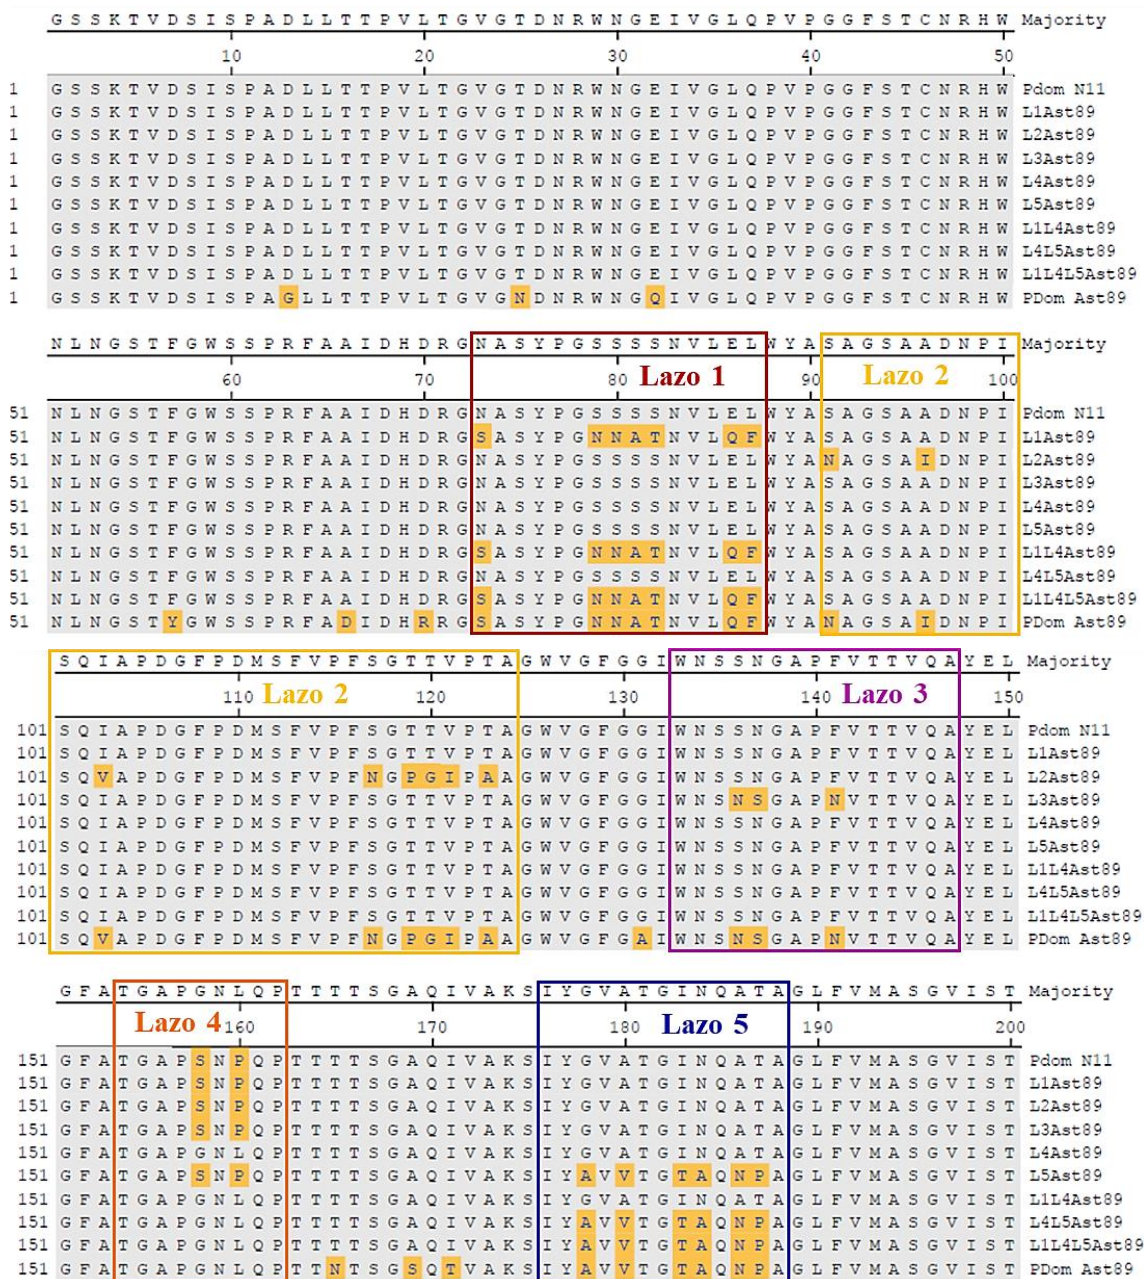 G S S K T V D S I S P A D L L T T P V L T G V G T D N R W N G E I V G L Q P V P G G F S T C N R H W Majority
10 20 30 40 50
1 G S S K T V D S I S P A D L L T T P V L T G V G T D N R W N G E I V G L Q P V P G G F S T C N R H W Pdom N11
1 G S S K T V D S I S P A D L L T T P V L T G V G T D N R W N G E I V G L Q P V P G G F S T C N R H W L1Ast89
1 G S S K T V D S I S P A D L L T T P V L T G V G T D N R W N G E I V G L Q P V P G G F S T C N R H W L2Ast89
1 G S S K T V D S I S P A D L L T T P V L T G V G T D N R W N G E I V G L Q P V P G G F S T C N R H W L3Ast89
1 G S S K T V D S I S P A D L L T T P V L T G V G T D N R W N G E I V G L Q P V P G G F S T C N R H W L4Ast89
1 G S S K T V D S I S P A D L L T T P V L T G V G T D N R W N G E I V G L Q P V P G G F S T C N R H W L5Ast89
1 G S S K T V D S I S P A D L L T T P V L T G V G T D N R W N G E I V G L Q P V P G G F S T C N R H W L1L4Ast89
1 G S S K T V D S I S P A D L L T T P V L T G V G T D N R W N G E I V G L Q P V P G G F S T C N R H W L4L5Ast89
1 G S S K T V D S I S P A D L L T T P V L T G V G T D N R W N G E I V G L Q P V P G G F S T C N R H W L1L4L5Ast89
1 G S S K T V D S I S P A G L L T T P V L T G V G N D N R W N G Q I V G L Q P V P G G F S T C N R H W PDom Ast89
N L N G S T F G W S S P R F A A I D H D R G N A S Y P G S S S S N V L E L W Y A S A G S A A D N P I Majority
60 70 80 Lazo 1 90 Lazo 2 100
51 N L N G S T F G W S S P R F A A I D H D R G N A S Y P G S S S S N V L E L W Y A S A G S A A D N P I Pdom N11
51 N L N G S T F G W S S P R F A A I D H D R G S A S Y P G N N A T N V L Q F W Y A S A G S A A D N P I L1Ast89
51 N L N G S T F G W S S P R F A A I D H D R G N A S Y P G S S S S N V L E L W Y A N A G S A I D N P I L2Ast89
51 N L N G S T F G W S S P R F A A I D H D R G N A S Y P G S S S S N V L E L W Y A S A G S A A D N P I L3Ast89
51 N L N G S T F G W S S P R F A A I D H D R G N A S Y P G S S S S N V L E L W Y A S A G S A A D N P I L4Ast89
51 N L N G S T F G W S S P R F A A I D H D R G N A S Y P G S S S S N V L E L W Y A S A G S A A D N P I L5Ast89
51 N L N G S T F G W S S P R F A A I D H D R G S A S Y P G N N A T N V L Q F W Y A S A G S A A D N P I L1L4Ast89
51 N L N G S T F G W S S P R F A A I D H D R G N A S Y P G S S S S N V L E L W Y A S A G S A A D N P I L4L5Ast89
51 N L N G S T F G W S S P R F A A I D H D R G S A S Y P G N N A T N V L Q F W Y A S A G S A A D N P I L1L4L5Ast89
51 N L N G S T Y G W S S P R F A D I D H R R G S A S Y P G N N A T N V L Q F W Y A N A G S A I D N P I PDom Ast89
S Q I A P D G F P D M S F V P F S G T T V P T A G W V G F G G I W N S S N G A P F V T T V Q A Y E L Majority
110 Lazo 2 120 130 140 Lazo 3 150
101 S Q I A P D G F P D M S F V P F S G T T V P T A G W V G F G G I W N S S N G A P F V T T V Q A Y E L Pdom N11
101 S Q I A P D G F P D M S F V P F S G T T V P T A G W V G F G G I W N S S N G A P F V T T V Q A Y E L L1Ast89
101 S Q V A P D G F P D M S F V P F N G P G I P A A G W V G F G G I W N S S N G A P F V T T V Q A Y E L L2Ast89
101 S Q I A P D G F P D M S F V P F S G T T V P T A G W V G F G G I W N S N S G A P N V T T V Q A Y E L L3Ast89
101 S Q I A P D G F P D M S F V P F S G T T V P T A G W V G F G G I W N S S N G A P F V T T V Q A Y E L L4Ast89
101 S Q I A P D G F P D M S F V P F S G T T V P T A G W V G F G G I W N S S N G A P F V T T V Q A Y E L L5Ast89
101 S Q I A P D G F P D M S F V P F S G T T V P T A G W V G F G G I W N S S N G A P F V T T V Q A Y E L L1L4Ast89
101 S Q I A P D G F P D M S F V P F S G T T V P T A G W V G F G G I W N S S N G A P F V T T V Q A Y E L L4L5Ast89
101 S Q I A P D G F P D M S F V P F S G T T V P T A G W V G F G G I W N S S N G A P F V T T V Q A Y E L L1L4L5Ast89
101 S Q V A P D G F P D M S F V P F N G P G I P A A G W V G F G A I W N S N S G A P N V T T V Q A Y E L PDom Ast89
G F A T G A P G N L Q P T T T T S G A Q I V A K S I Y G V A T G I N Q A T A G L F V M A S G V I S T Majority
Lazo 4 160 170 180 Lazo 5 190 200
151 G F A T G A P S N P Q P T T T T S G A Q I V A K S I Y G V A T G I N Q A T A G L F V M A S G V I S T Pdom N11
151 G F A T G A P S N P Q P T T T T S G A Q I V A K S I Y G V A T G I N Q A T A G L F V M A S G V I S T L1Ast89
151 G F A T G A P S N P Q P T T T T S G A Q I V A K S I Y G V A T G I N Q A T A G L F V M A S G V I S T L2Ast89
151 G F A T G A P S N P Q P T T T T S G A Q I V A K S I Y G V A T G I N Q A T A G L F V M A S G V I S T L3Ast89
151 G F A T G A P G N L Q P T T T T S G A Q I V A K S I Y G V A T G I N Q A T A G L F V M A S G V I S T L4Ast89
151 G F A T G A P S N P Q P T T T T S G A Q I V A K S I Y A V V T G T A Q N P A G L F V M A S G V I S T L5Ast89
151 G F A T G A P G N L Q P T T T T S G A Q I V A K S I Y G V A T G I N Q A T A G L F V M A S G V I S T L1L4Ast89
151 G F A T G A P G N L Q P T T T T S G A Q I V A K S I Y A V V T G T A Q N P A G L F V M A S G V I S T L4L5Ast89
151 G F A T G A P G N L Q P T T T T S G A Q I V A K S I Y A V V T G T A Q N P A G L F V M A S G V I S T L1L4L5Ast89
151 G F A T G A P G N L Q P T T N T S G S Q T V A K S I Y A V V T G T A Q N P A G L F V M A S G V I S T PDom Ast89